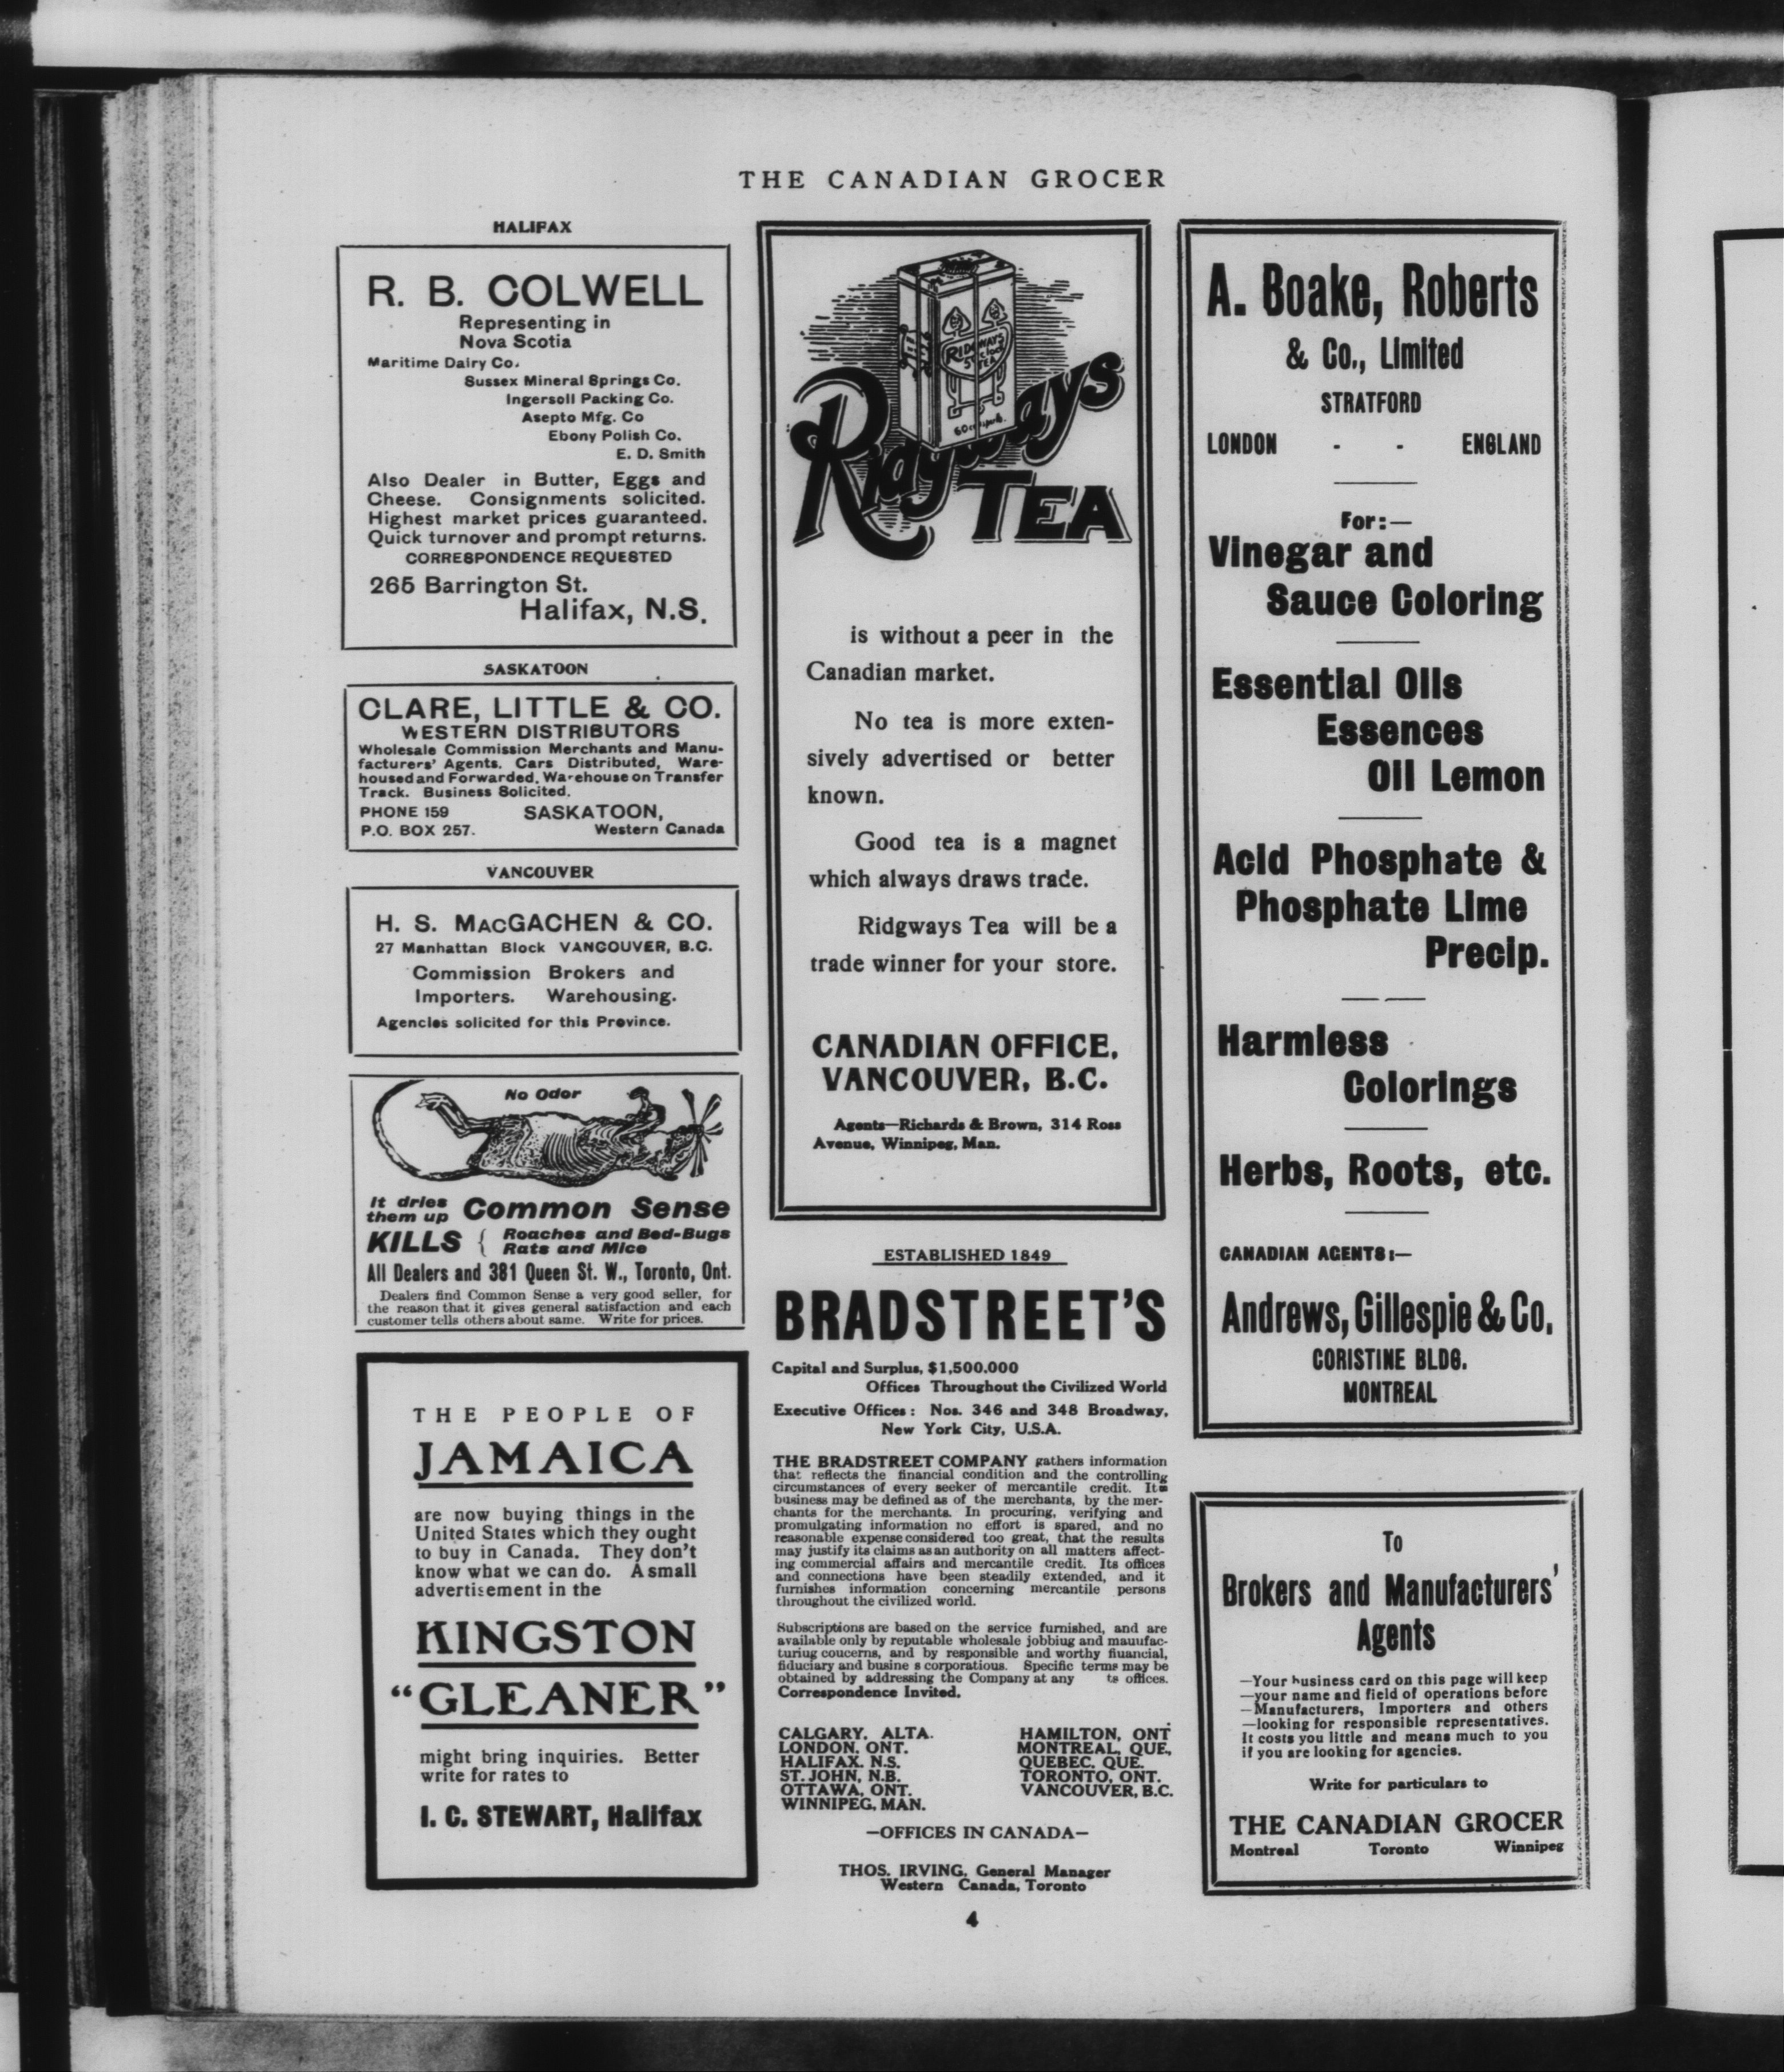 THE CANADIAN GROCER
HALIFAX
R. B. COLWELL
Representing in
Nova Scotia
Maritime Dairy Co.
Sussex Mineral Springs Co.
Ingersoll Packing Co.
Asepto Mfg. Co
Ebony Polish Co.
E. D. Smith
Also Dealer in Butter, Eggs and
Cheese. Consignments solicited.
Highest market prices guaranteed.
Quick turnover and prompt returns.
CORRESPONDENCE REQUESTED
265 Barrington St.
Halifax, N.S.
SASKATOON
CLARE, LITTLE & CO.
WESTERN DISTRIBUTORS
Wholesale Commission Merchants and Manu-
facturers' Agents. Cars Distributed, Ware-
housed and Forwarded, Warehouse on Transfer
Track. Business Solicited.
PHONE 159 SASKATOON,
P.O. BOX 257. Western Canada
VANCOUVER
H. S. MACGACHEN & CO.
27 Manhattan Block VANCOUVER, B.C.
Commission Brokers and
Importers. Warehousing.
Agencies solicited for this Province.
No Odor
It dries
them up Common Sense
KILLS { Roaches and Bed-Bugs
Rats and Mice
All Dealers and 381 Queen St. W., Toronto, Ont.
Dealers find Common Sense a very good seller, for
the reason that it gives general satisfaction and each
customer tells others about same. Write for prices.
THE PEOPLE OF
JAMAICA
are now buying things in the
United States which they ought
to buy in Canada. They don't
know what we can do. A small
advertisement in the
KINGSTON
"GLEANER"
might bring inquiries. Better
write for rates to
I. C. STEWART, Halifax
RIDGWAYS
5 o'clock
TEA
Ridgways
TEA
is without a peer in the
Canadian market.
No tea is more exten-
sively advertised or better
known.
Good tea is a magnet
which always draws trade.
Ridgways Tea will be a
trade winner for your store.
CANADIAN OFFICE,
VANCOUVER, B.C.
Agents—Richards & Brown, 314 Ross
Avenue, Winnipeg, Man.
ESTABLISHED 1849
BRADSTREET'S
Capital and Surplus, $1,500.000
Offices Throughout the Civilized World
Executive Offices: Nos. 346 and 348 Broadway,
New York City, U.S.A.
THE BRADSTREET COMPANY gathers information
that reflects the financial condition and the controlling
circumstances of every seeker of mercantile credit. Its
business may be defined as of the merchants, by the mer-
chants for the merchants. In procuring, verifying and
promulgating information no effort is spared, and no
reasonable expense considered too great, that the results
may justify its claims as an authority on all matters affect-
ing commercial affairs and mercantile credit. Its offices
and connections have been steadily extended, and it
furnishes information concerning mercantile persons
throughout the civilized world.
Subscriptions are based on the service furnished, and are
available only by reputable wholesale jobbiug and mauufac-
turiug coucerns, and by responsible and worthy fiuancial,
fiduciary and busine s corporatious. Specific terms may be
obtained by addressing the Company at any ts offices.
Correspondence Invited.
CALGARY, ALTA. HAMILTON, ONT
LONDON, ONT. MONTREAL, QUE.
HALIFAX, N.S. QUEBEC, QUE.
ST. JOHN, N.B. TORONTO, ONT.
OTTAWA, ONT. VANCOUVER, B.C.
WINNIPEG, MAN.
—OFFICES IN CANADA—
THOS. IRVING, General Manager
Western Canada, Toronto
A. Boake, Roberts
& Co., Limited
STRATFORD
LONDON - - ENGLAND
For:—
Vinegar and
Sauce Coloring
Essential Oils
Essences
Oil Lemon
Acid Phosphate &
Phosphate Lime
Precip.
Harmless
Colorings
Herbs, Roots, etc.
CANADIAN AGENTS:—
Andrews, Gillespie & Co,
CORISTINE BLDG.
MONTREAL
To
Brokers and Manufacturers'
Agents
—Your business card on this page will keep
—your name and field of operations before
—Manufacturers, Importers and others
—looking for responsible representatives.
It costs you little and means much to you
if you are looking for agencies.
Write for particulars to
THE CANADIAN GROCER
Montreal Toronto Winnipeg
4